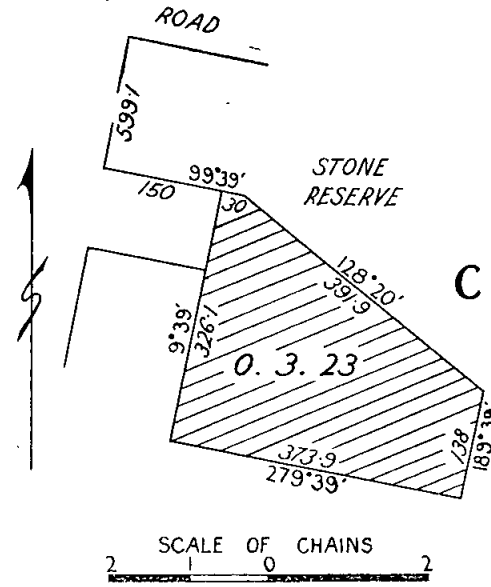 ROAD
599·1
99°39'
150
30
STONE
RESERVE
128°20'
391·9
C
9°39'
326·1
0. 3. 23
138
189°39'
373·9
279°39'
SCALE OF CHAINS
2 1 0 2